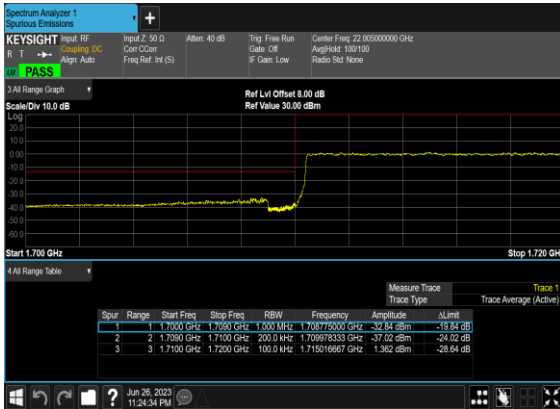 Spectrum Analyzer 1
Spurious Emissions
+
KEYSIGHT Input: RF Input Z: 50 Ω Atten: 40 dB Trig: Free Run Center Freq: 22.005000000 GHz
R T Coupling: DC Corr CCorr Gate: Off Avg|Hold: 100/100
Align: Auto Freq Ref: Int (S) IF Gain: Low Radio Std: None
LXI PASS
3 All Range Graph
Ref Lvl Offset 8.00 dB
Scale/Div 10.0 dB Ref Value 30.00 dBm
Log
20.0
10.0
0.00
-10.0
-20.0
-30.0
-40.0
-50.0
-60.0
Start 1.700 GHz Stop 1.720 GH
4 All Range Table
Measure Trace Trace 1
Trace Type Trace Average (Active)
Spur Range Start Freq Stop Freq RBW Frequency Amplitude ΔLimit
1 1 1.7000 GHz 1.7090 GHz 1.000 MHz 1.708775000 GHz -32.84 dBm -19.84 dB
2 2 1.7090 GHz 1.7100 GHz 200.0 kHz 1.709978333 GHz -37.02 dBm -24.02 dB
3 3 1.7100 GHz 1.7200 GHz 100.0 kHz 1.715016667 GHz 1.362 dBm -28.64 dB
? Jun 26, 2023
11:24:34 PM